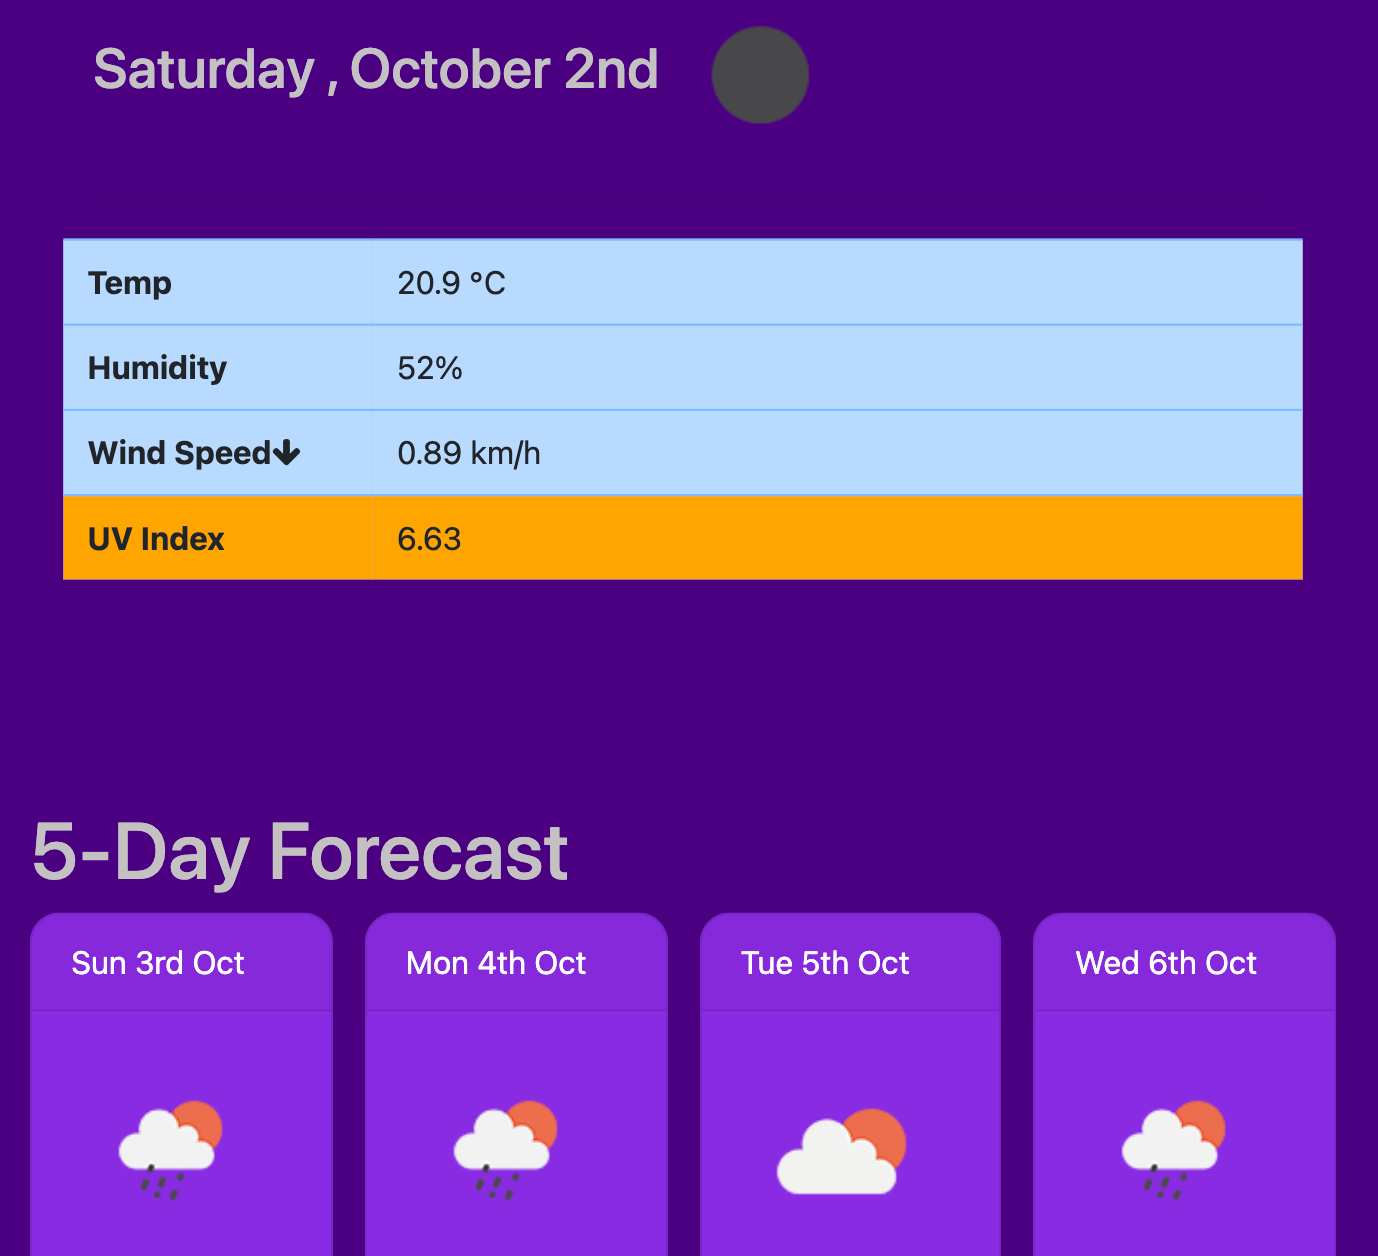 Saturday , October 2nd
Temp 20.9 °C
Humidity 52%
Wind Speed 0.89 km/h
UV Index 6.63
5-Day Forecast
Sun 3rd Oct Mon 4th Oct Tue 5th Oct Wed 6th Oct